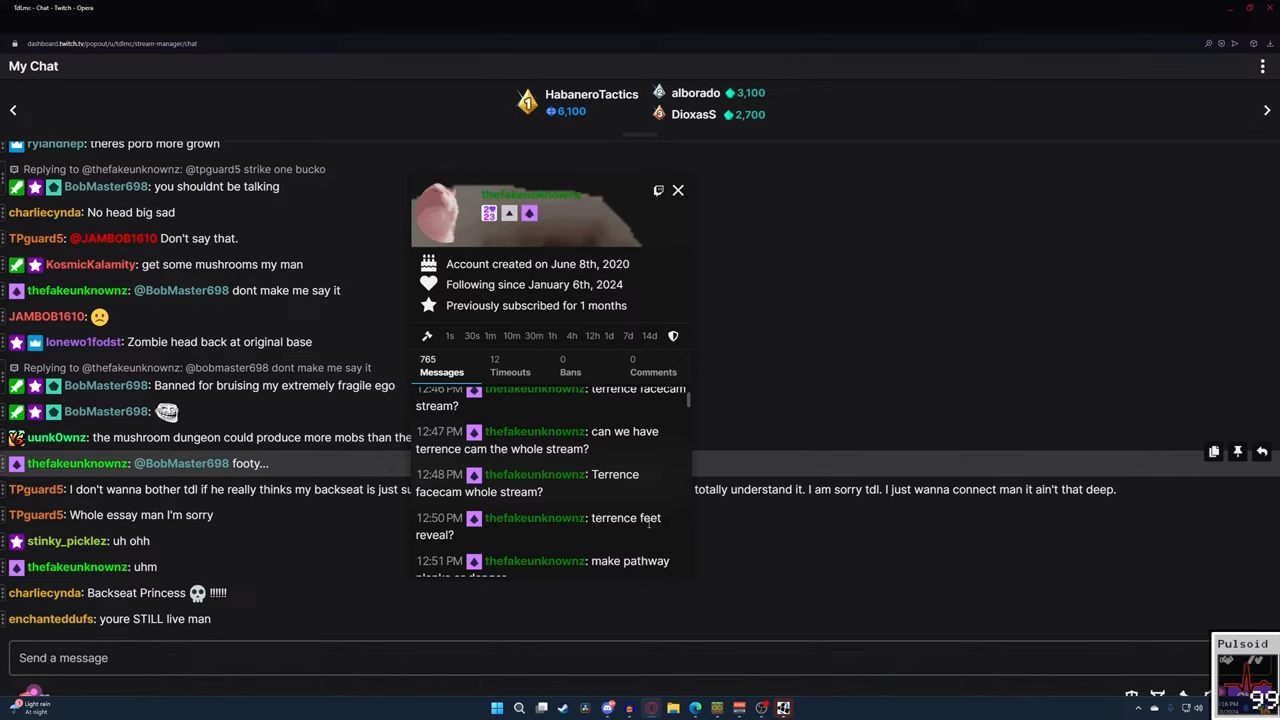 TdLmc - Chat - Twitch - Opera
dashboard.twitch.tv/popout/u/tdlmc/stream-manager/chat
My Chat
1 HabaneroTactics 6,100
2 alborado 3,100
3 DioxasS 2,700
rylandhep: theres porb more grown
Replying to @thefakeunknownz: @tpguard5 strike one bucko
BobMaster698: you shouldnt be talking
charliecynda: No head big sad
TPguard5: @JAMBOB1610 Don't say that.
KosmicKalamity: get some mushrooms my man
thefakeunknownz: @BobMaster698 dont make me say it
JAMBOB1610:
lonewo1fodst: Zombie head back at original base
Replying to @thefakeunknownz: @bobmaster698 dont make me say it
BobMaster698: Banned for bruising my extremely fragile ego
BobMaster698:
uunk0wnz: the mushroom dungeon could produce more mobs than the
thefakeunknownz: @BobMaster698 footy...
TPguard5: I don't wanna bother tdl if he really thinks my backseat is just su totally understand it. I am sorry tdl. I just wanna connect man it ain't that deep.
TPguard5: Whole essay man I'm sorry
stinky_picklez: uh ohh
thefakeunknownz: uhm
charliecynda: Backseat Princess !!!!!!
enchanteddufs: youre STILL live man
Send a message
thefakeunknownz
Account created on June 8th, 2020
Following since January 6th, 2024
Previously subscribed for 1 months
1s 30s 1m 10m 30m 1h 4h 12h 1d 7d 14d
765 12 0 0
Messages Timeouts Bans Comments
12:46 PM thefakeunknownz: terrence facecam
stream?
12:47 PM thefakeunknownz: can we have
terrence cam the whole stream?
12:48 PM thefakeunknownz: Terrence
facecam whole stream?
12:50 PM thefakeunknownz: terrence feet
reveal?
12:51 PM thefakeunknownz: make pathway
Pulsoid
99
Light rain
At night